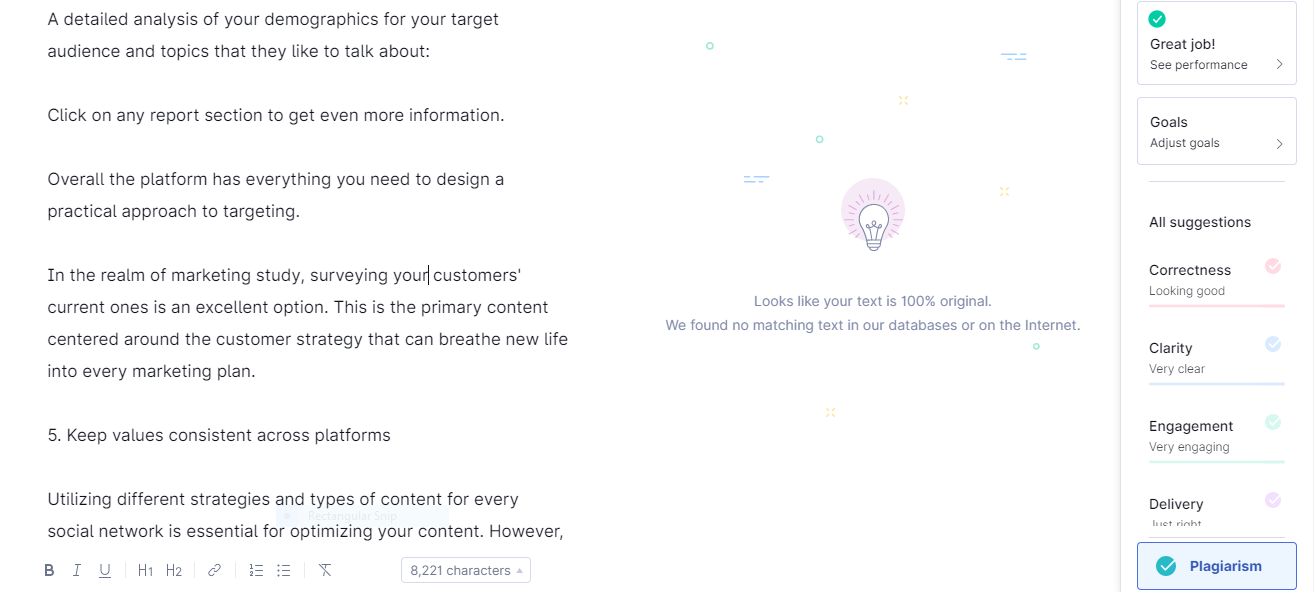 A detailed analysis of your demographics for your target
audience and topics that they like to talk about:
Click on any report section to get even more information.
Overall the platform has everything you need to design a
practical approach to targeting.
In the realm of marketing study, surveying your customers'
current ones is an excellent option. This is the primary content
centered around the customer strategy that can breathe new life
into every marketing plan.
5. Keep values consistent across platforms
Utilizing different strategies and types of content for every
Rectangular Snip
social network is essential for optimizing your content. However,
B I U H1 H2
8,221 characters
Looks like your text is 100% original.
We found no matching text in our databases or on the Internet.
Great job!
See performance
Goals
Adjust goals
All suggestions
Correctness
Looking good
Clarity
Very clear
Engagement
Very engaging
Delivery
Just right
Plagiarism